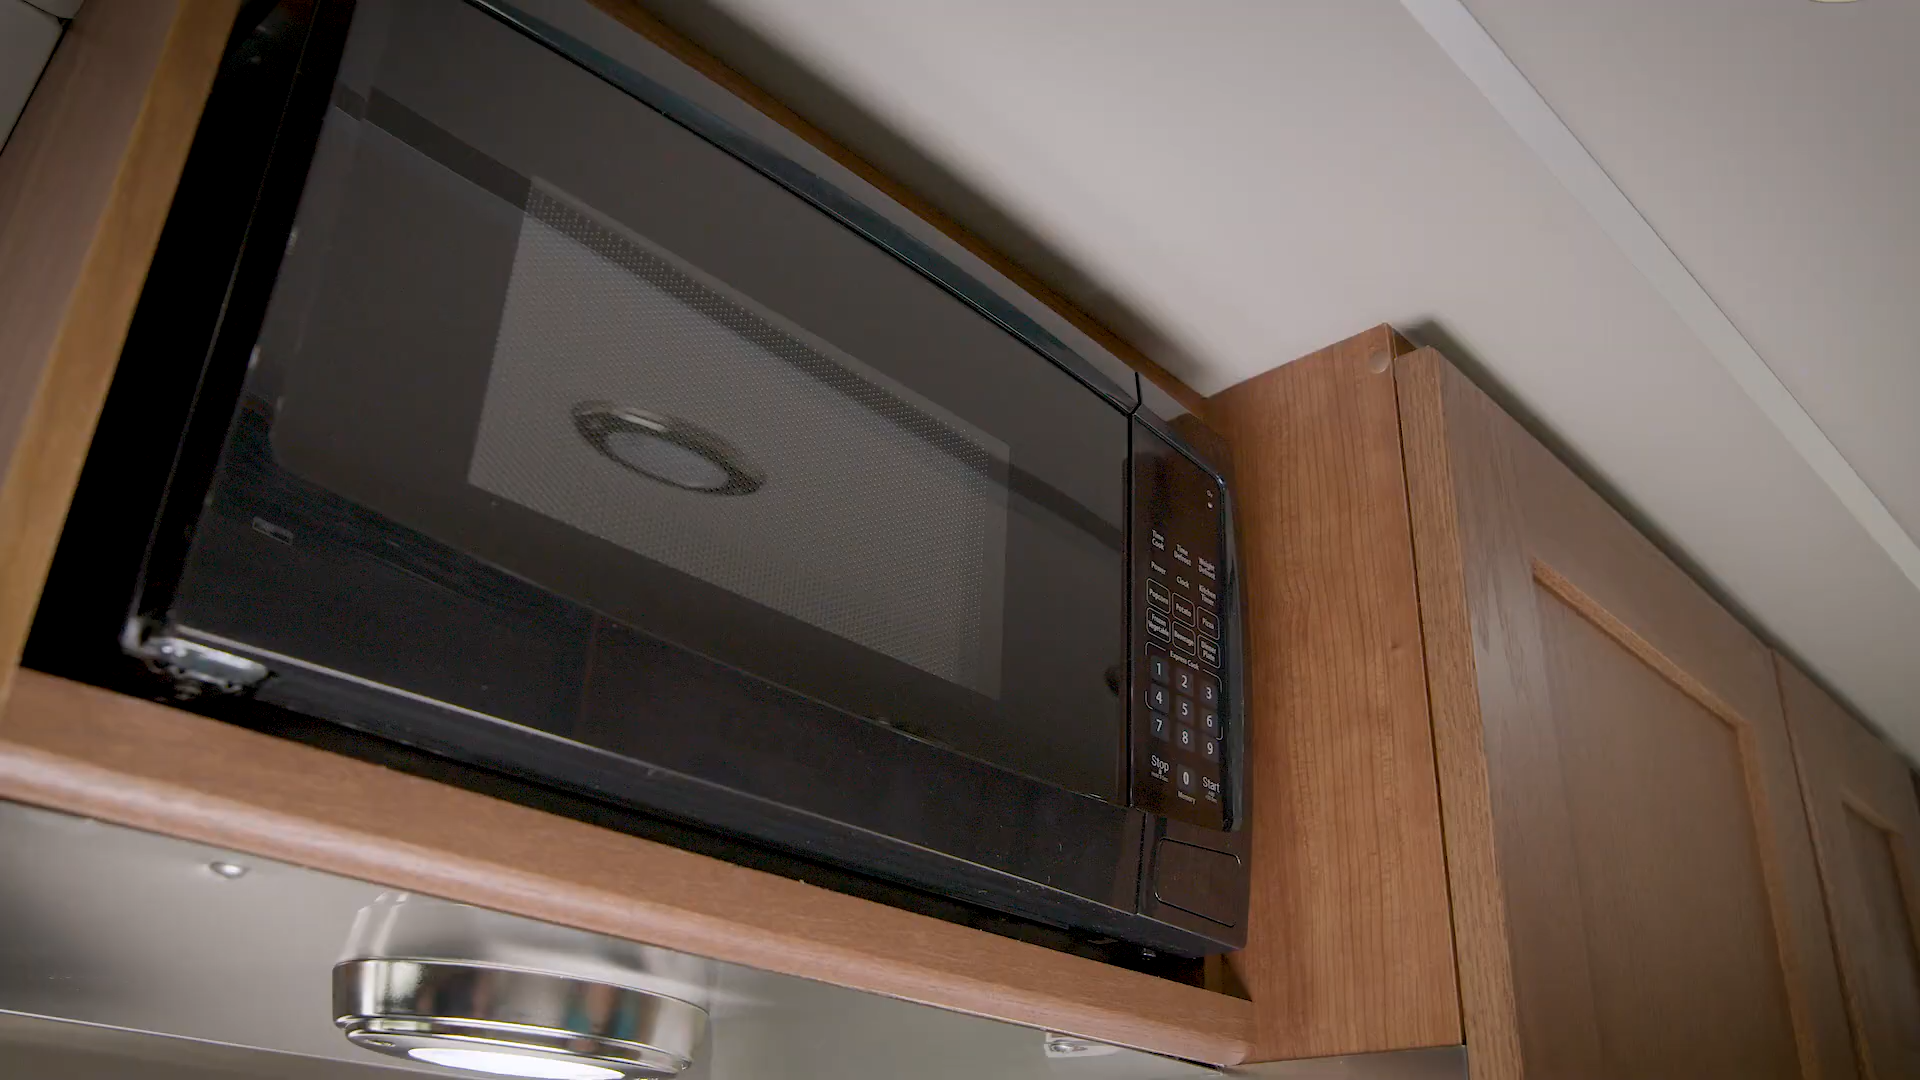 Time Cook
Time Defrost
Weight Defrost
Power
Clock
Kitchen Timer
Popcorn
Potato
Pizza
Frozen Vegetable
Beverage
Dinner Plate
Express Cook
1 2 3
4 5 6
7 8 9
Stop
0
Start
Memory